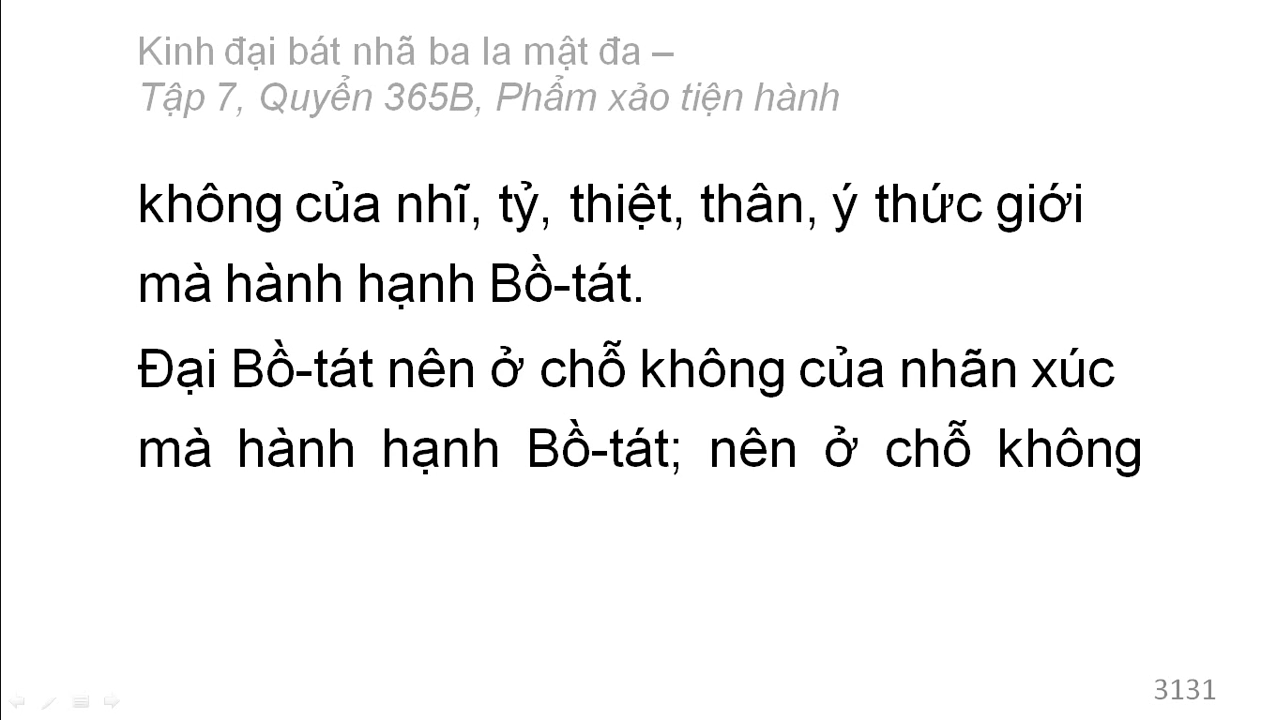 Kinh đại bát nhã ba la mật đa –
Tập 7, Quyển 365B, Phẩm xảo tiện hành
không của nhĩ, tỷ, thiệt, thân, ý thức giới
mà hành hạnh Bồ-tát.
Đại Bồ-tát nên ở chỗ không của nhãn xúc
mà hành hạnh Bồ-tát; nên ở chỗ không
3131